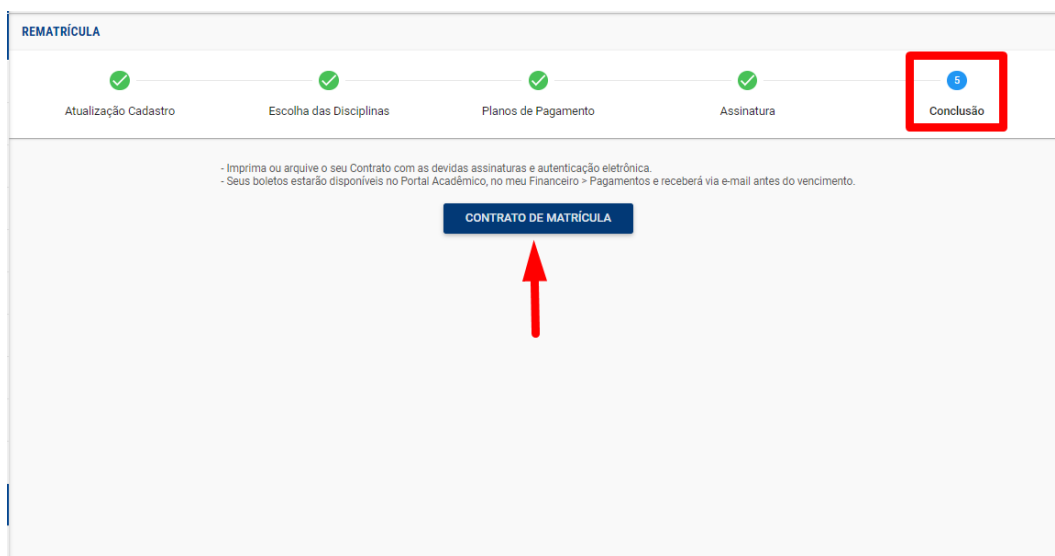 REMATRÍCULA
5
Atualização Cadastro
Escolha das Disciplinas
Planos de Pagamento
Assinatura
Conclusão
- Imprima ou arquive o seu Contrato com as devidas assinaturas e autenticação eletrônica.
- Seus boletos estarão disponíveis no Portal Acadêmico, no meu Financeiro > Pagamentos e receberá via e-mail antes do vencimento.
CONTRATO DE MATRÍCULA